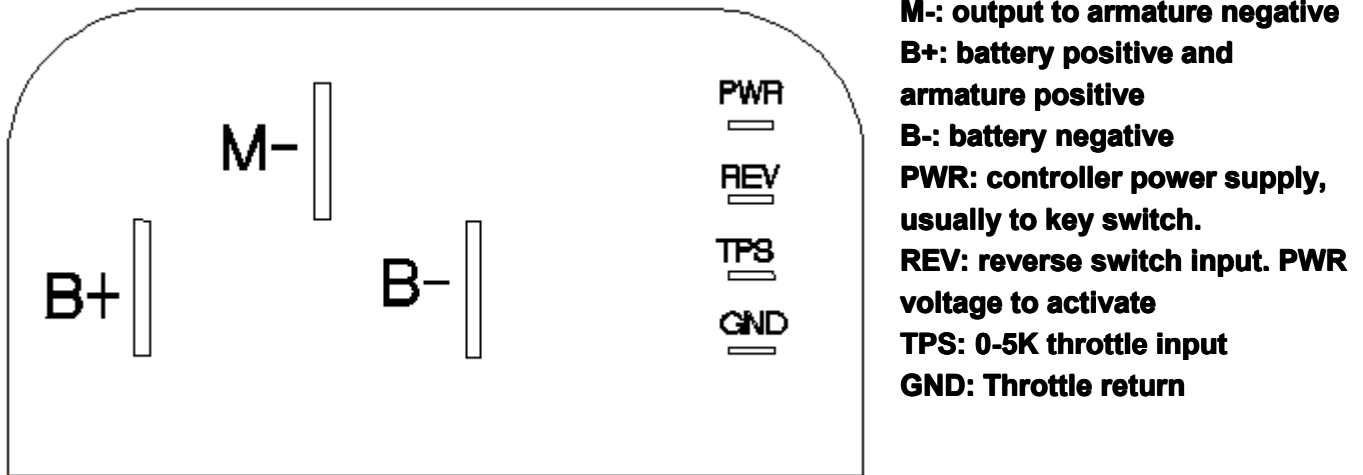 M-
B+
B-
PWR
REV
TPS
GND
M-: output to armature negative
B+: battery positive and
armature positive
B-: battery negative
PWR: controller power supply,
usually to key switch.
REV: reverse switch input. PWR
voltage to activate
TPS: 0-5K throttle input
GND: Throttle return